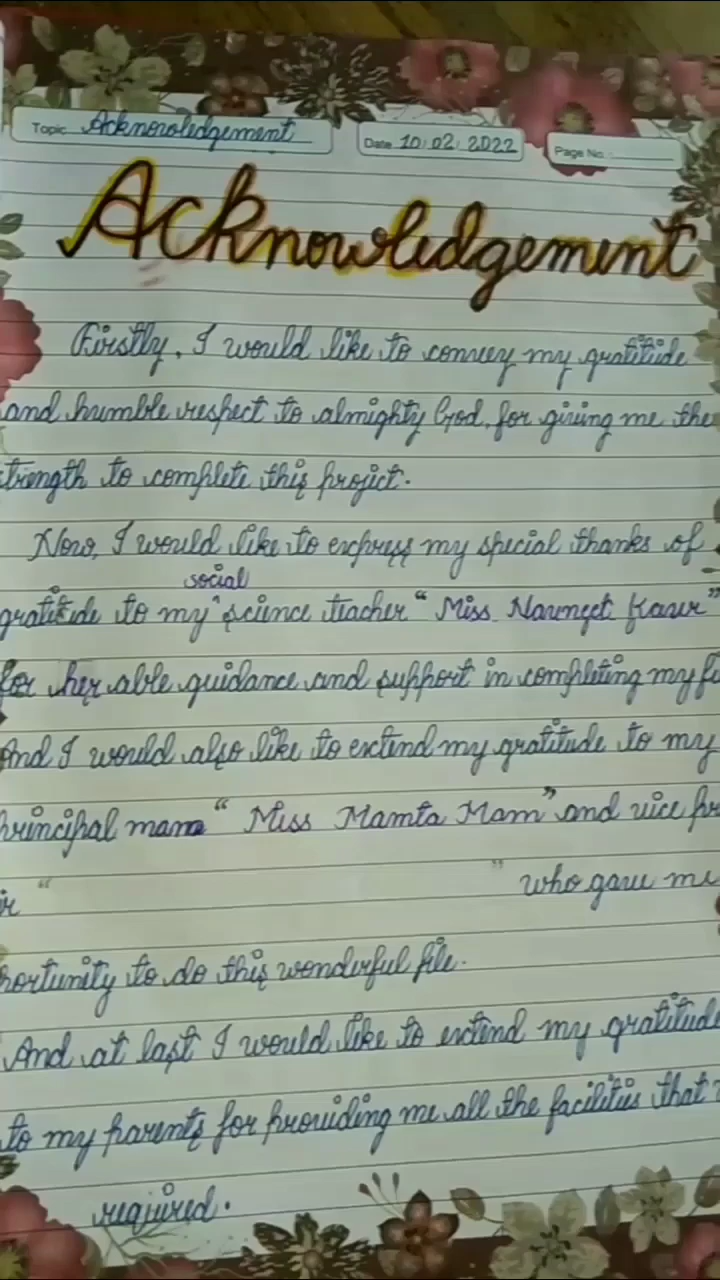 Topic Acknowledgement Date 10/02/2022 Page No.
Acknowledgement
Firstly, I would like to convey my gratitude
and humble respect to almighty God, for giving me the
trength to complete this project.
Now, I would like to express my special thanks of
social
gratitude to my ^ science teacher “ Miss Navneet Kaur”
for her able guidance and support in completing my fi
And I would also like to extend my gratitude to my
principal mam “ Miss Mamta Mam” and vice pr
ir “ ” who gave me
portunity to do this wonderful file.
And at last I would like to extend my gratitude
to my parents for providing me all the facilities that
required.